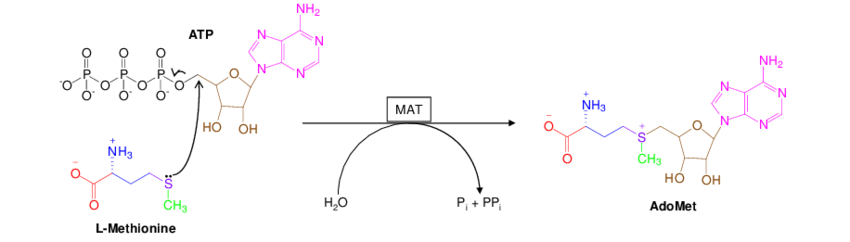 ATP
NH₂
N
N
N
N
O O O
⁻O P O P O P O
O⁻ O⁻ O⁻
O
HO OH
⁺
NH₃
⁻
O
O
S
CH₃
L-Methionine
MAT
H₂O
Pᵢ + PPᵢ
NH₂
N
N
N
N
⁺
NH₃
⁻
O
O
⁺
S
CH₃
O
HO OH
AdoMet